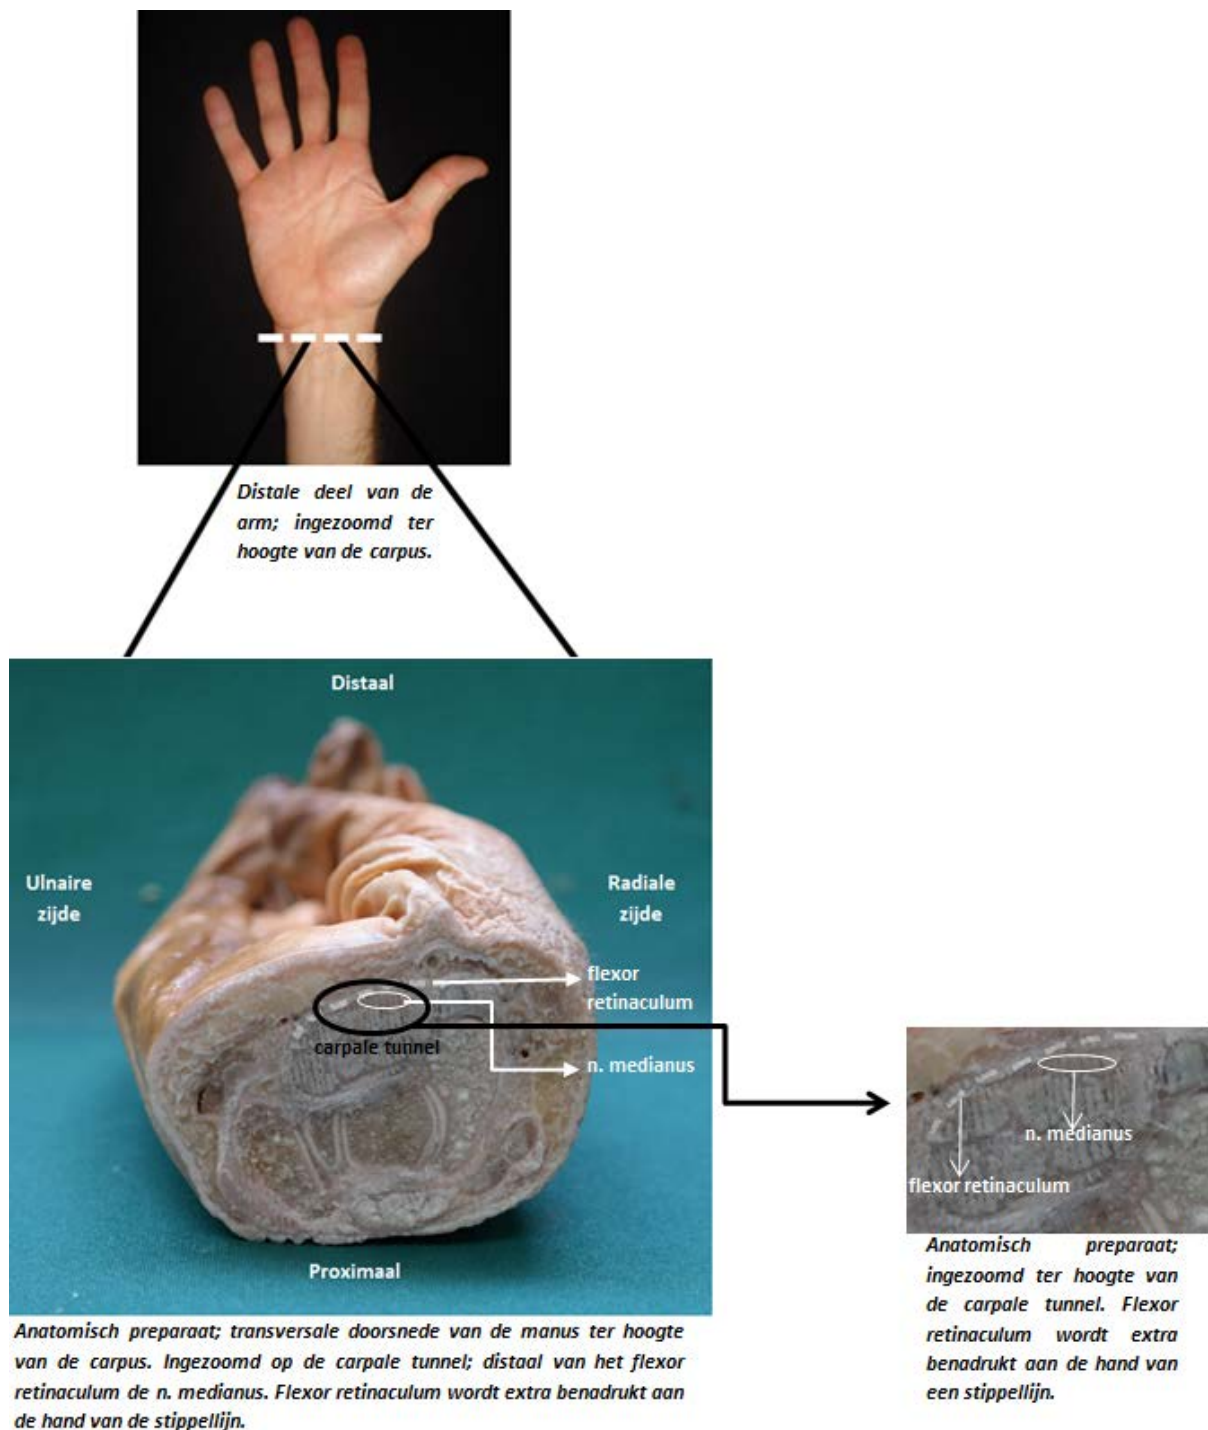 Distale deel van de
arm; ingezoomd ter
hoogte van de carpus.
Distaal
Ulnaire
zijde
Radiale
zijde
flexor
retinaculum
carpale tunnel
n. medianus
Proximaal
n. medianus
flexor retinaculum
Anatomisch preparaat; transversale doorsnede van de manus ter hoogte
van de carpus. Ingezoomd op de carpale tunnel; distaal van het flexor
retinaculum de n. medianus. Flexor retinaculum wordt extra benadrukt aan
de hand van de stippellijn.
Anatomisch preparaat;
ingezoomd ter hoogte van
de carpale tunnel. Flexor
retinaculum wordt extra
benadrukt aan de hand van
een stippellijn.